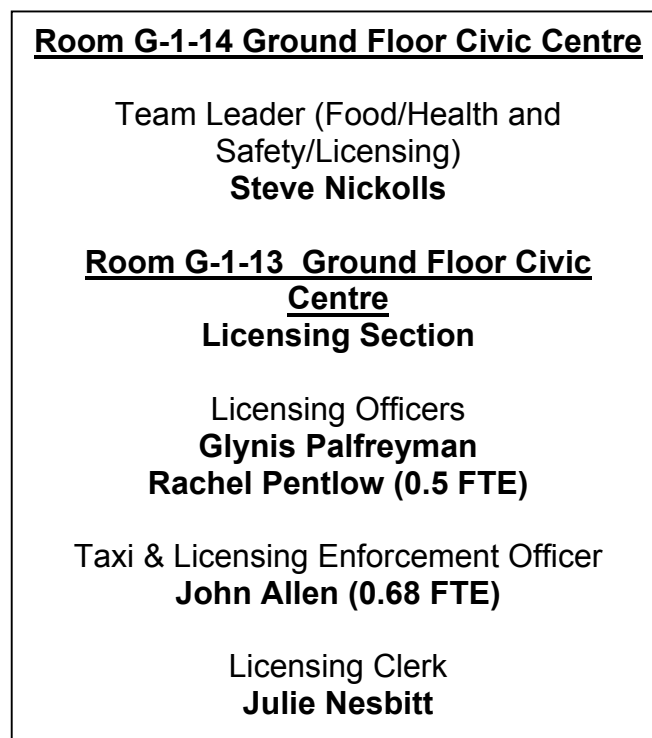 Room G-1-14 Ground Floor Civic Centre
Team Leader (Food/Health and
Safety/Licensing)
Steve Nickolls
Room G-1-13  Ground Floor Civic
Centre
Licensing Section
Licensing Officers
Glynis Palfreyman
Rachel Pentlow (0.5 FTE)
Taxi & Licensing Enforcement Officer
John Allen (0.68 FTE)
Licensing Clerk
Julie Nesbitt